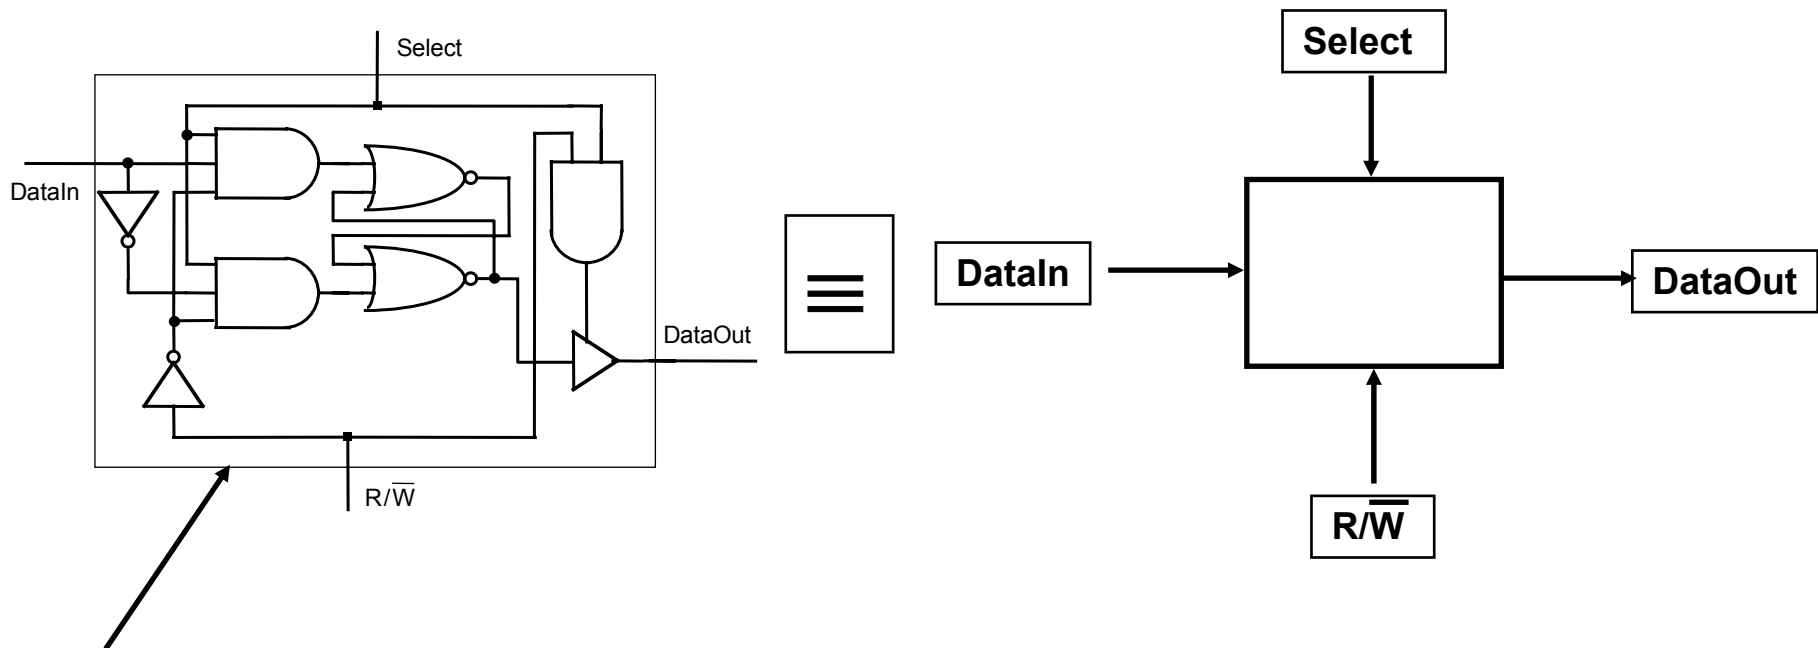 Select
DataIn
DataOut
R/W̅
≡
Select
DataIn
DataOut
R/W̅